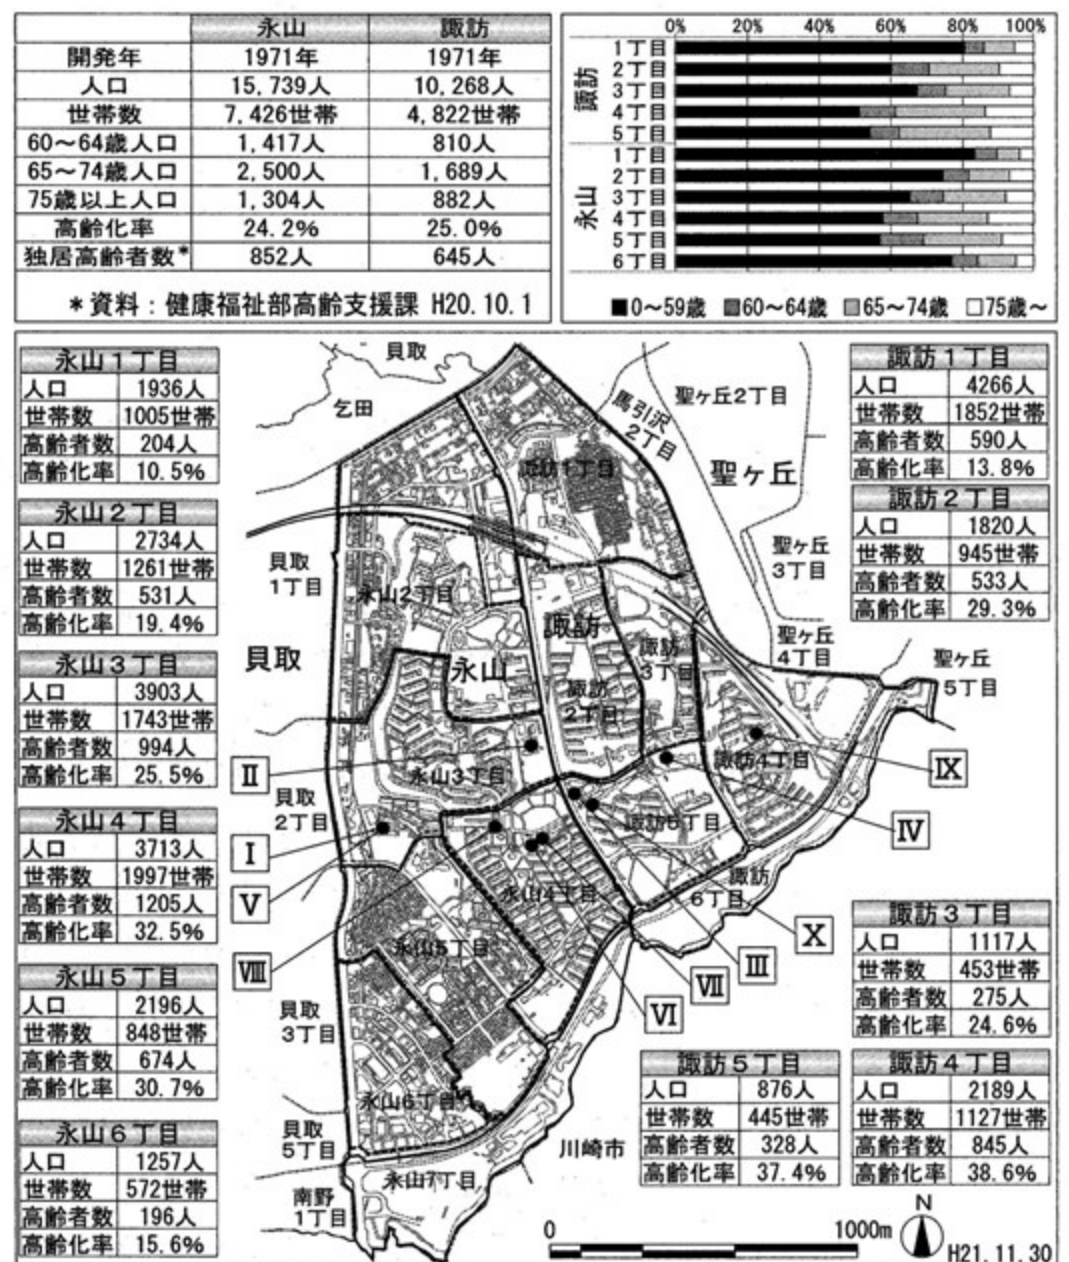 永山 諏訪
開発年 1971年 1971年
人口 15,739人 10,268人
世帯数 7,426世帯 4,822世帯
60～64歳人口 1,417人 810人
65～74歳人口 2,500人 1,689人
75歳以上人口 1,304人 882人
高齢化率 24.2% 25.0%
独居高齢者数* 852人 645人
*資料：健康福祉部高齢支援課 H20.10.1
0% 20% 40% 60% 80% 100%
諏訪
1丁目
2丁目
3丁目
4丁目
5丁目
永山
1丁目
2丁目
3丁目
4丁目
5丁目
6丁目
0～59歳 60～64歳 65～74歳 75歳～
永山1丁目
人口 1936人
世帯数 1005世帯
高齢者数 204人
高齢化率 10.5%
永山2丁目
人口 2734人
世帯数 1261世帯
高齢者数 531人
高齢化率 19.4%
永山3丁目
人口 3903人
世帯数 1743世帯
高齢者数 994人
高齢化率 25.5%
永山4丁目
人口 3713人
世帯数 1997世帯
高齢者数 1205人
高齢化率 32.5%
永山5丁目
人口 2196人
世帯数 848世帯
高齢者数 674人
高齢化率 30.7%
永山6丁目
人口 1257人
世帯数 572世帯
高齢者数 196人
高齢化率 15.6%
貝取
乞田
馬引沢
2丁目
聖ヶ丘2丁目
聖ヶ丘
諏訪1丁目
聖ヶ丘
3丁目
貝取
1丁目
永山2丁目
諏訪
諏訪
3丁目
聖ヶ丘
4丁目
聖ヶ丘
5丁目
貝取
永山
諏訪
2丁目
永山3丁目
諏訪4丁目
貝取
2丁目
諏訪5丁目
永山4丁目
諏訪
6丁目
永山5丁目
貝取
3丁目
永山6丁目
貝取
5丁目
永山7丁目
南野
1丁目
川崎市
Ⅱ
Ⅰ
Ⅴ
Ⅷ
Ⅸ
Ⅳ
Ⅹ
Ⅲ
Ⅶ
Ⅵ
諏訪1丁目
人口 4266人
世帯数 1852世帯
高齢者数 590人
高齢化率 13.8%
諏訪2丁目
人口 1820人
世帯数 945世帯
高齢者数 533人
高齢化率 29.3%
諏訪3丁目
人口 1117人
世帯数 453世帯
高齢者数 275人
高齢化率 24.6%
諏訪5丁目
人口 876人
世帯数 445世帯
高齢者数 328人
高齢化率 37.4%
諏訪4丁目
人口 2189人
世帯数 1127世帯
高齢者数 845人
高齢化率 38.6%
0 1000m
N
H21.11.30